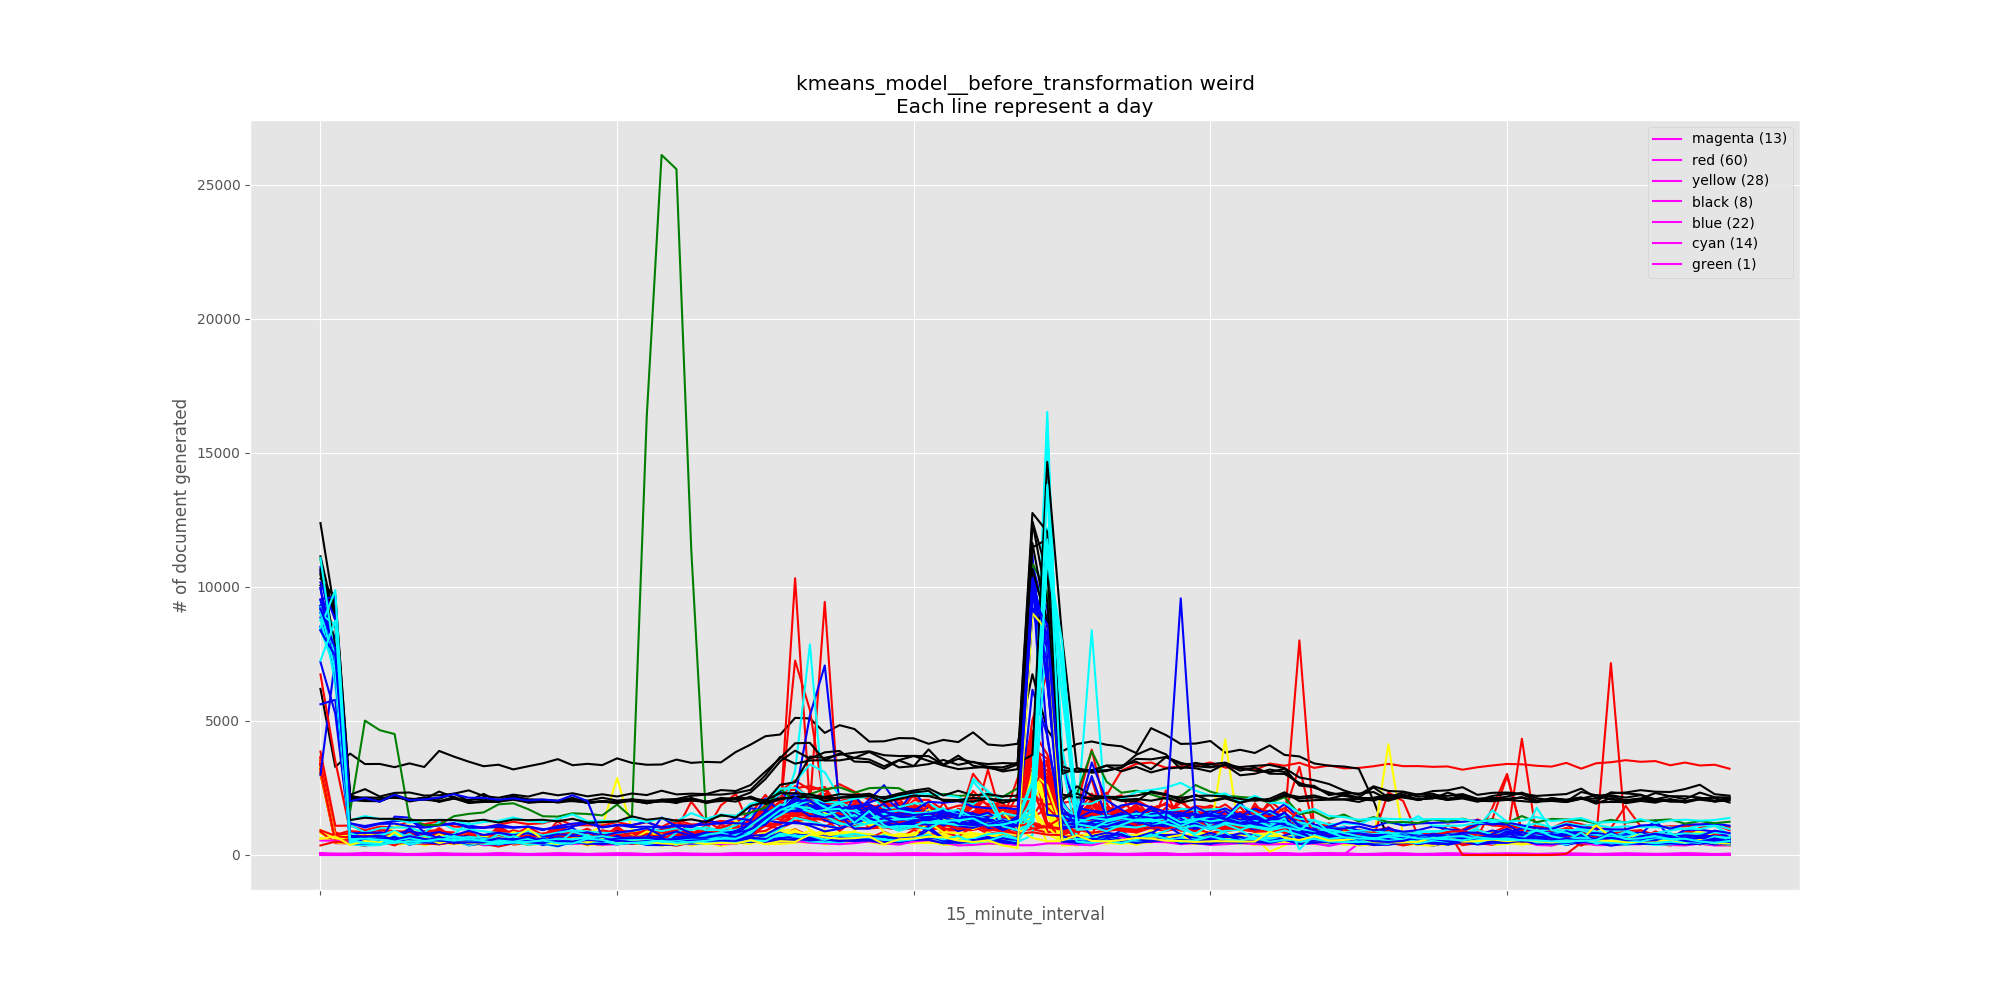 kmeans_model__before_transformation weird
Each line represent a day
magenta (13)
red (60)
yellow (28)
black (8)
blue (22)
cyan (14)
green (1)
25000
20000
15000
10000
5000
0
# of document generated
15_minute_interval